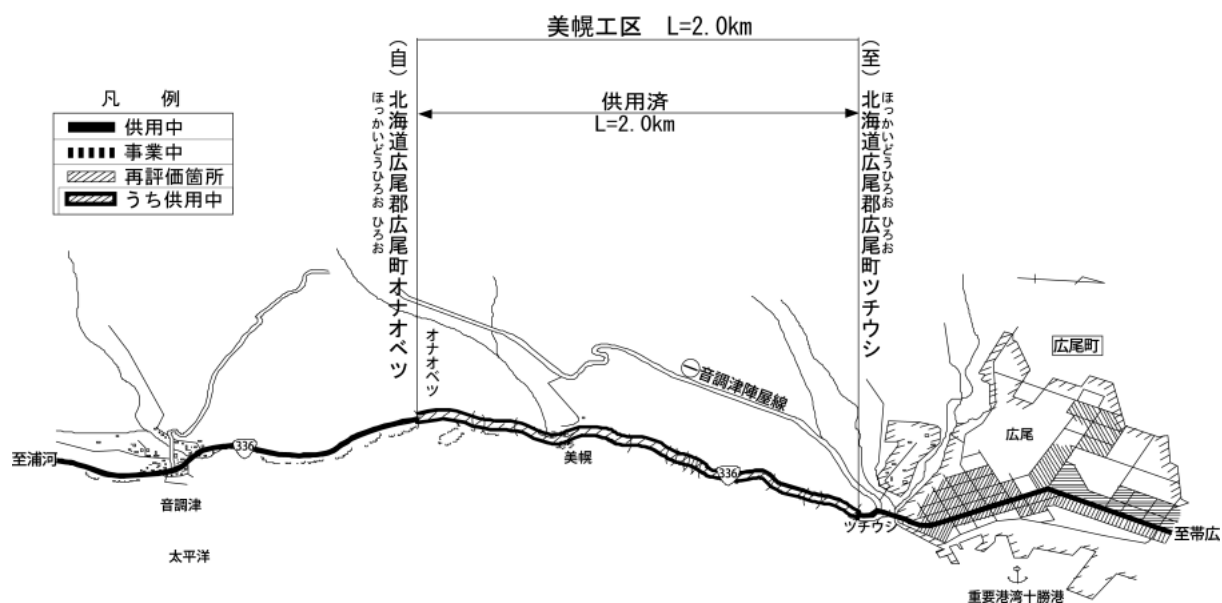 美幌工区 L=2.0km
(自)北海道広尾郡広尾町オナオベツ
ほっかいどうひろお ひろお
(至)北海道広尾郡広尾町ツチウシ
ほっかいどうひろお ひろお
供用済
L=2.0km
凡 例
供用中
事業中
再評価箇所
うち供用中
オナオベツ
一音調津陣屋線
広尾町
広尾
336
至浦河
美幌
336
音調津
ツチウシ
至帯広
太平洋
重要港湾十勝港